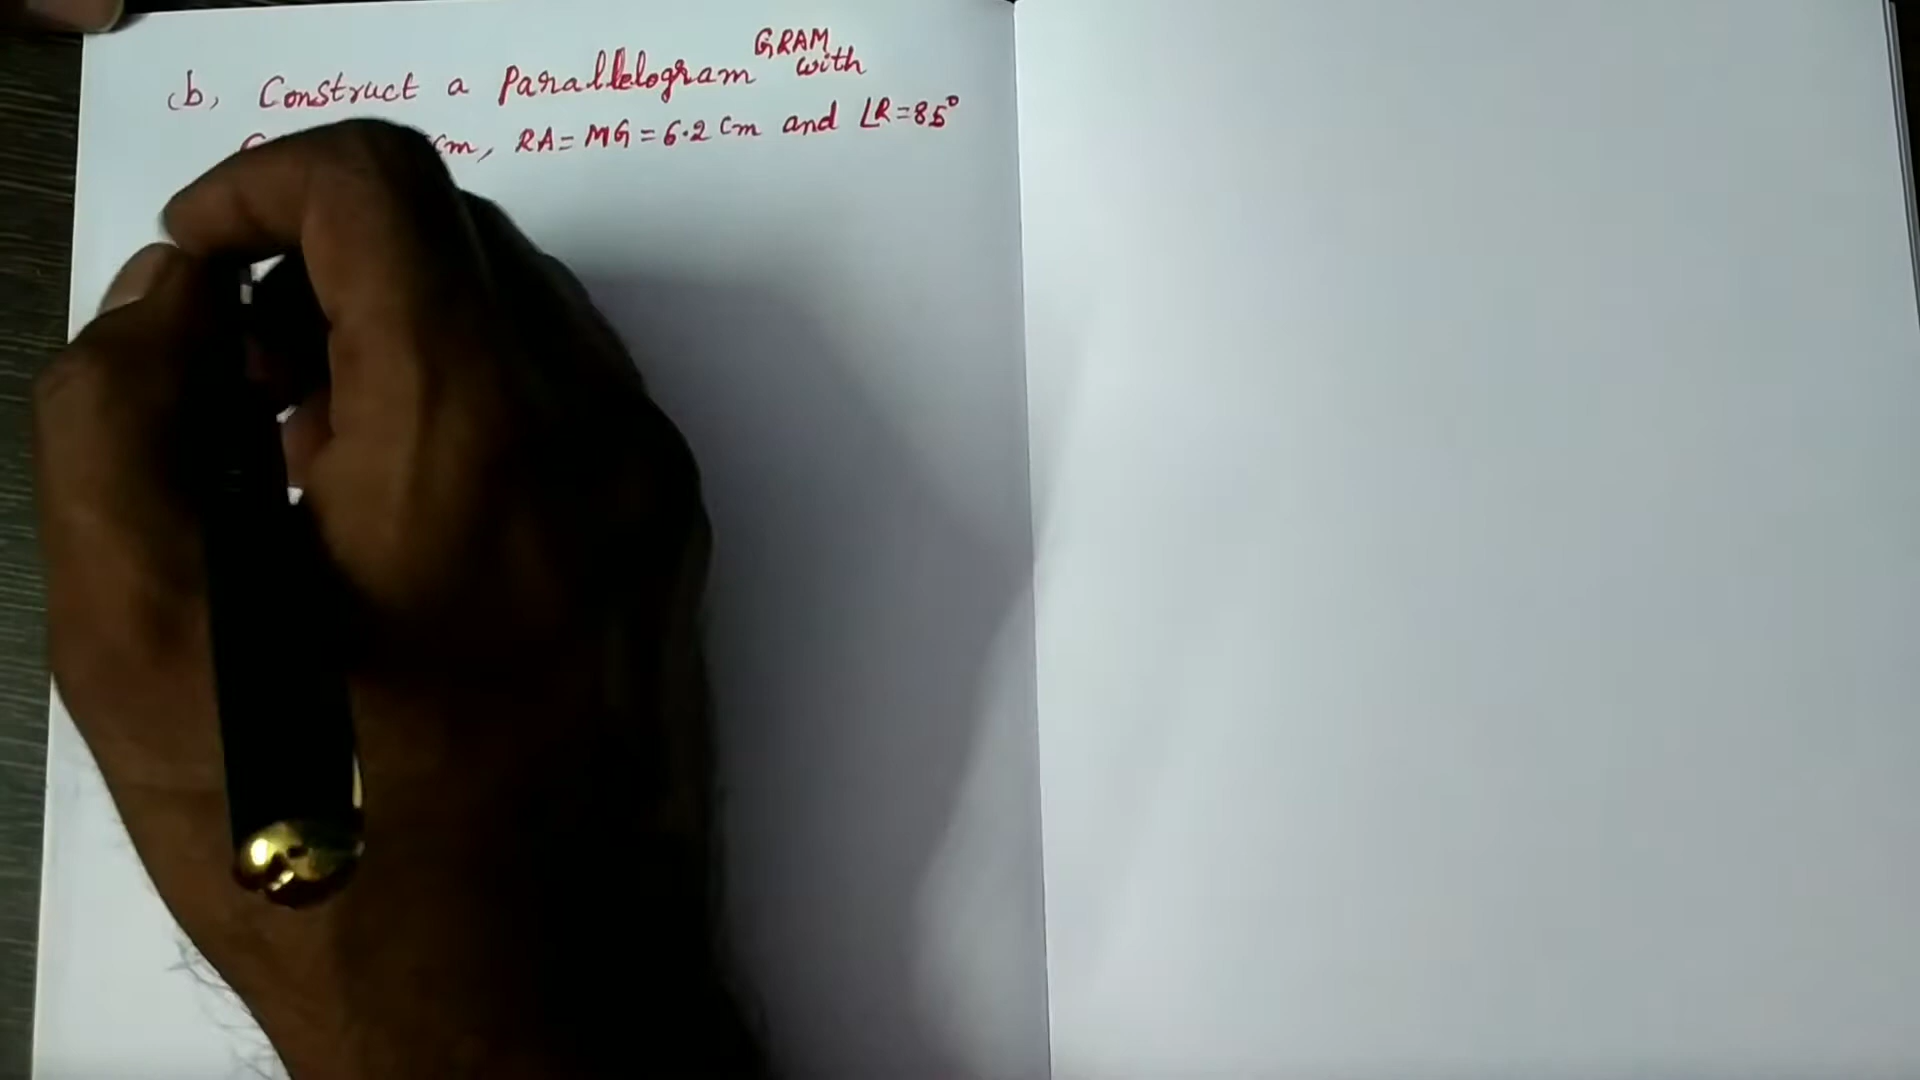 (b, Construct a Parallelogram GRAM with
cm, RA = MG = 6.2 cm and ∠R = 85°